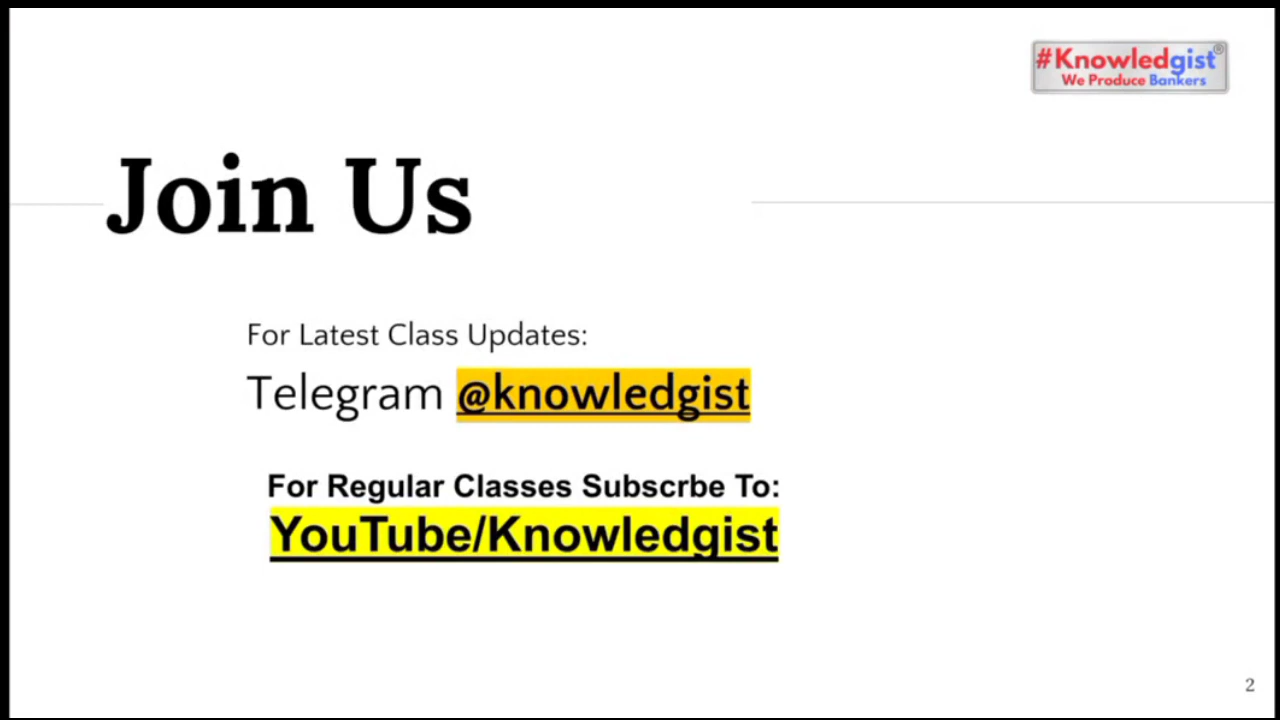 #Knowledgist®
We Produce Bankers
Join Us
For Latest Class Updates:
Telegram @knowledgist
For Regular Classes Subscrbe To:
YouTube/Knowledgist
2